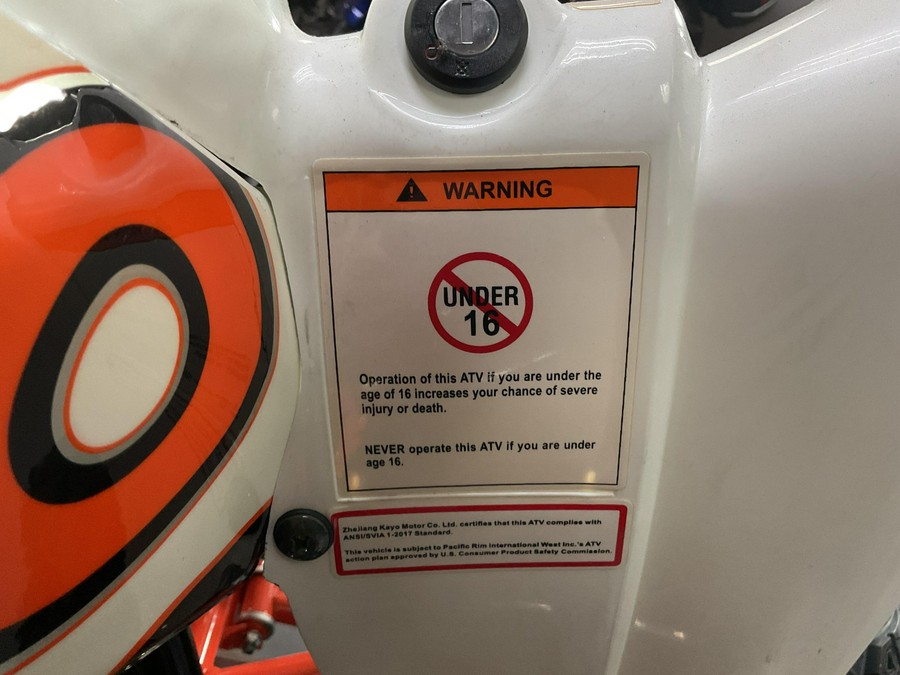 WARNING
UNDER
16
Operation of this ATV if you are under the
age of 16 increases your chance of severe
injury or death.
NEVER operate this ATV if you are under
age 16.
Zhejiang Kayo Motor Co. Ltd. certifies that this ATV complies with
ANSI/SVIA 1-2017 Standard.
This vehicle is subject to Pacific Rim International West Inc.'s ATV
action plan approved by U.S. Consumer Product Safety Commission.